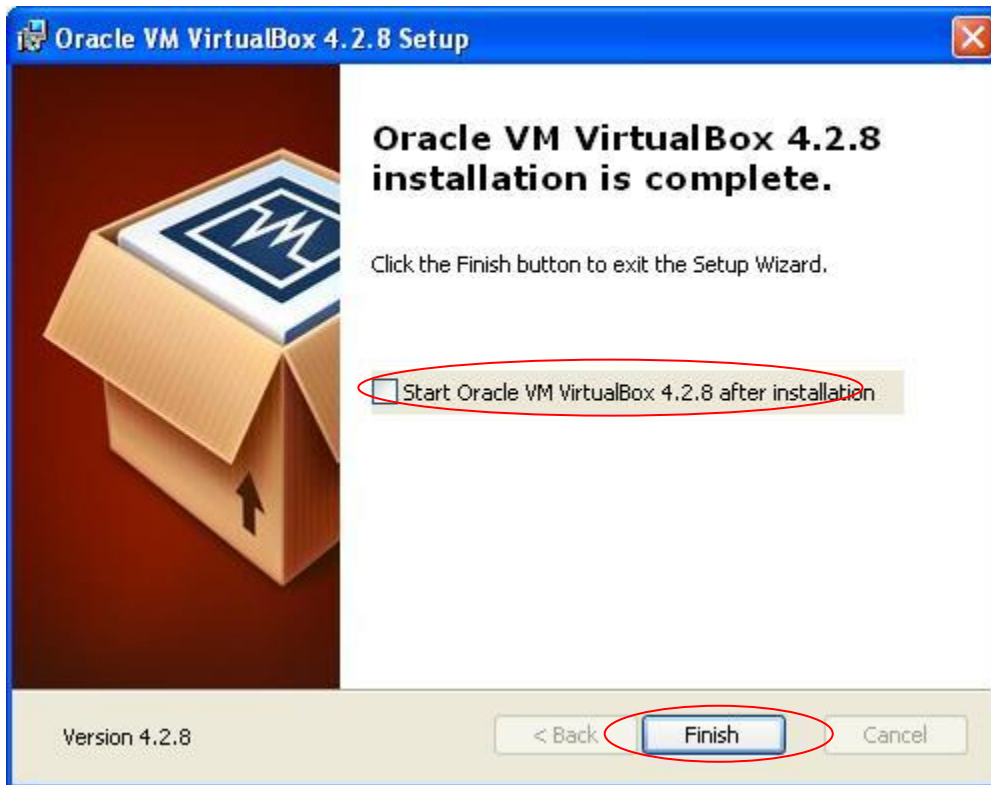 Oracle VM VirtualBox 4.2.8 Setup
Oracle VM VirtualBox 4.2.8
installation is complete.
Click the Finish button to exit the Setup Wizard.
Start Oracle VM VirtualBox 4.2.8 after installation
Version 4.2.8
< Back
Finish
Cancel